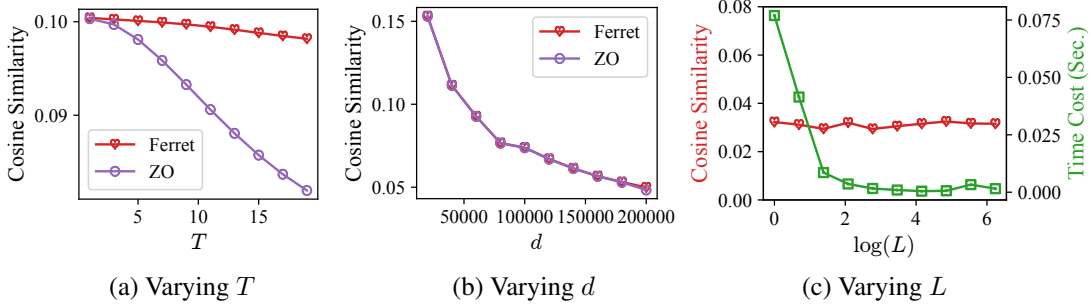 Cosine Similarity
0.10
0.09
Ferret
ZO
5
10
15
T
(a) Varying T
Cosine Similarity
0.15
0.10
0.05
Ferret
ZO
50000
100000
150000
200000
d
(b) Varying d
Cosine Similarity
0.08
0.06
0.04
0.02
0.00
0
2
4
6
log(L)
0.075
0.050
0.025
0.000
Time Cost (Sec.)
(c) Varying L